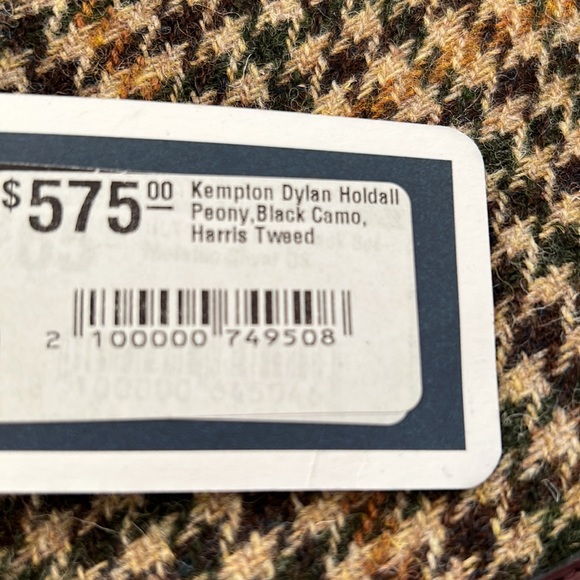 $575 00 Kempton Dylan Holdall
Peony,Black Camo,
Harris Tweed
2 100000 749508